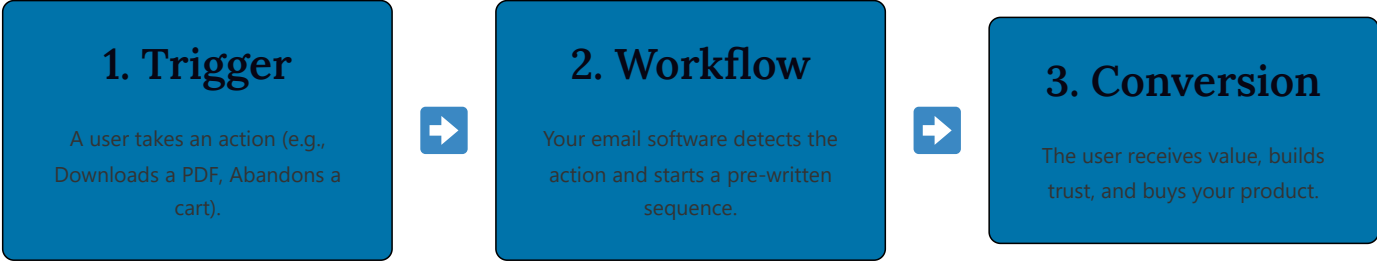 1. Trigger
A user takes an action (e.g.,
Downloads a PDF, Abandons a
cart).
2. Workflow
Your email software detects the
action and starts a pre-written
sequence.
3. Conversion
The user receives value, builds
trust, and buys your product.